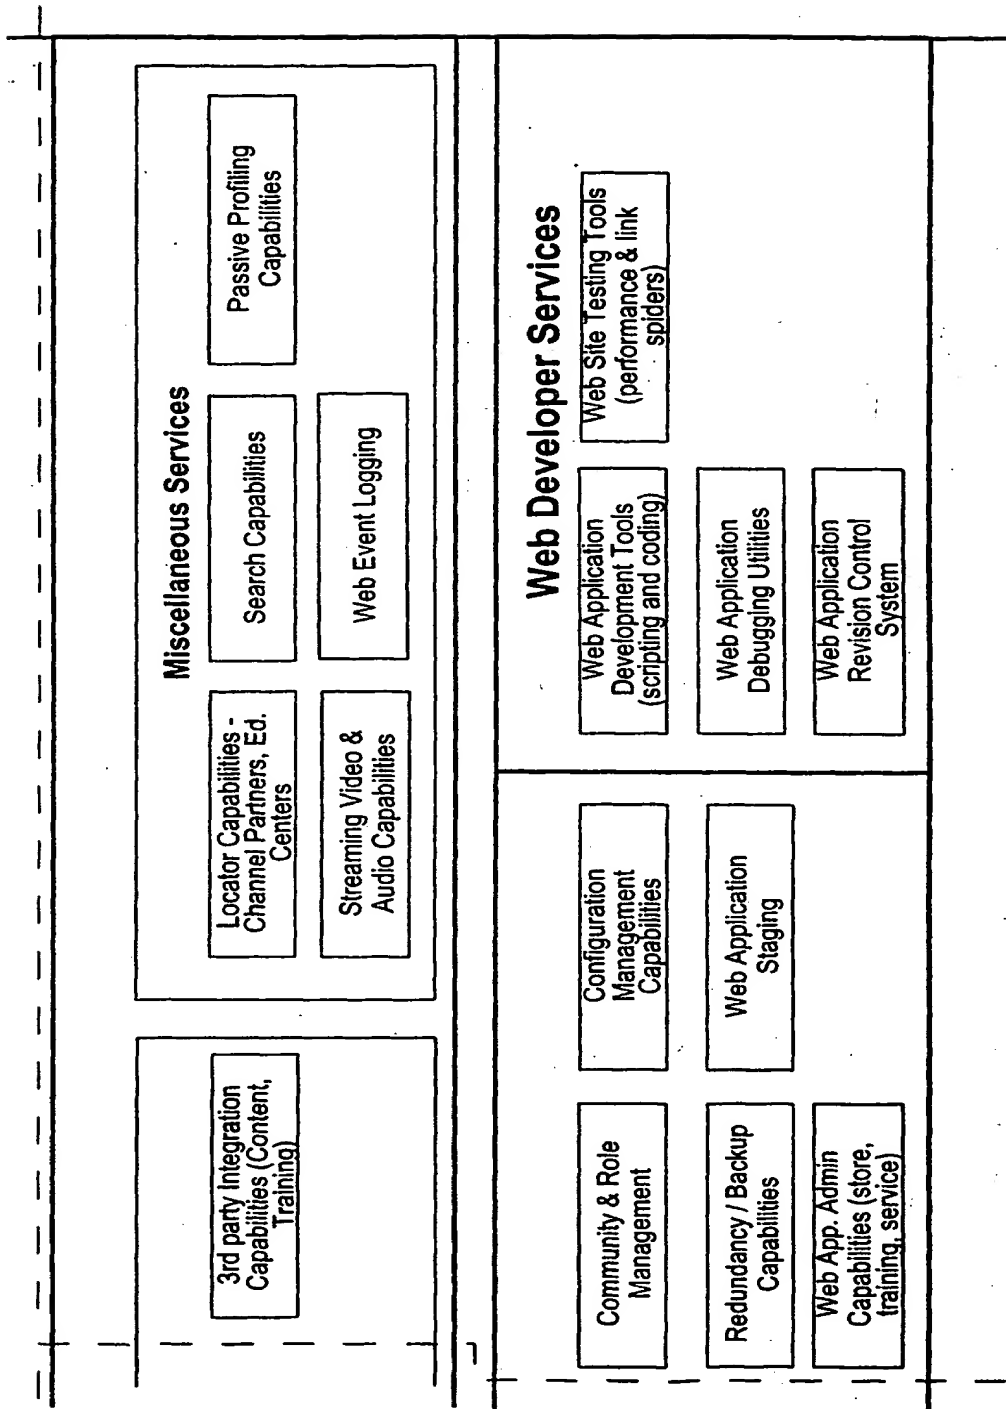 Miscellaneous Services
3rd party Integration
Capabilities (Content,
Training)
Locator Capabilities -
Channel Partners, Ed.
Centers
Search Capabilities
Passive Profiling
Capabilities
Streaming Video &
Audio Capabilities
Web Event Logging
Web Developer Services
Community & Role
Management
Configuration
Management
Capabilities
Web Application
Development Tools
(scripting and coding)
Web Site Testing Tools
(performance & link
spiders)
Redundancy / Backup
Capabilities
Web Application
Staging
Web Application
Debugging Utilities
Web App. Admin
Capabilities (store,
training, service)
Web Application
Revision Control
System